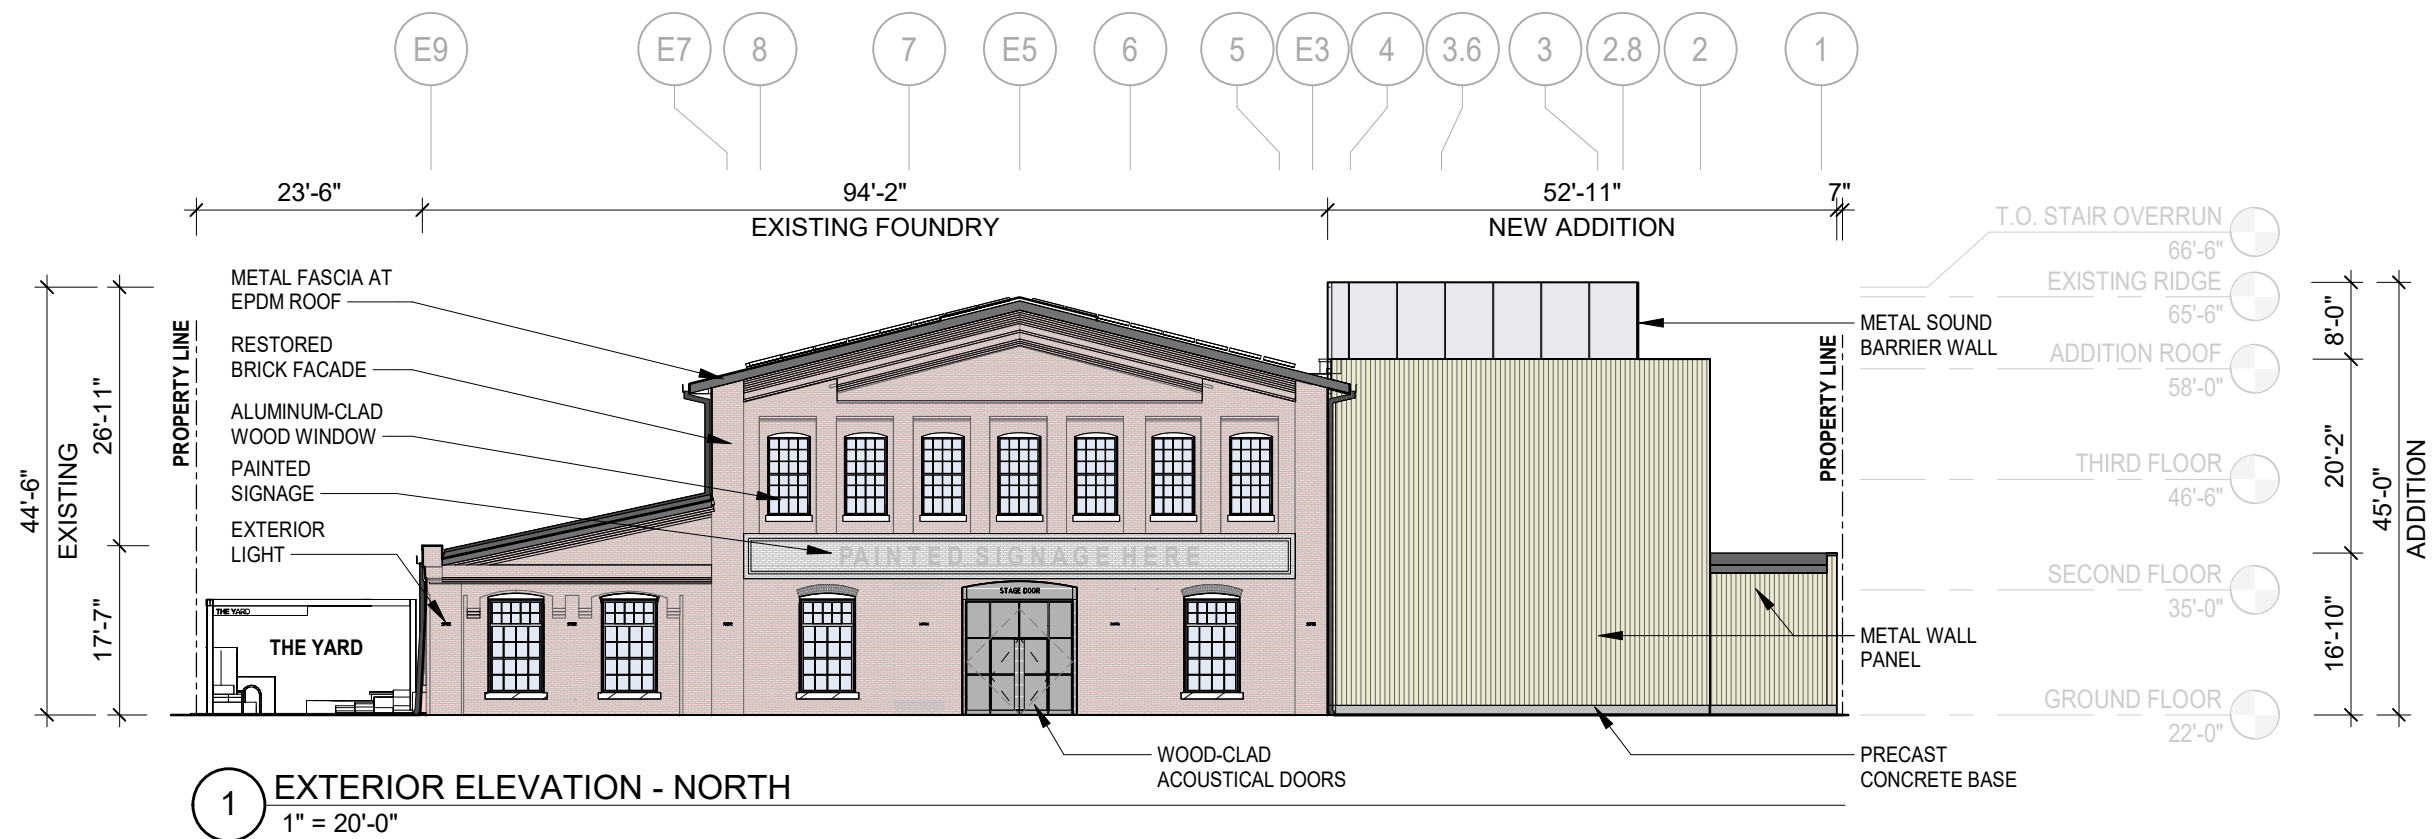 E9 E7 8 7 E5 6 5 E3 4 3.6 3 2.8 2 1
23'-6" 94'-2" 52'-11" 7"
EXISTING FOUNDRY NEW ADDITION
T.O. STAIR OVERRUN
66'-6"
EXISTING RIDGE
65'-6"
ADDITION ROOF
58'-0"
THIRD FLOOR
46'-6"
SECOND FLOOR
35'-0"
GROUND FLOOR
22'-0"
44'-6"
EXISTING
26'-11"
17'-7"
PROPERTY LINE
METAL FASCIA AT
EPDM ROOF
RESTORED
BRICK FACADE
ALUMINUM-CLAD
WOOD WINDOW
PAINTED
SIGNAGE
EXTERIOR
LIGHT
THE YARD
THE YARD
PAINTED SIGNAGE HERE
STAGE DOOR
METAL SOUND
BARRIER WALL
PROPERTY LINE
METAL WALL
PANEL
8'-0"
20'-2"
16'-10"
45'-0"
ADDITION
WOOD-CLAD
ACOUSTICAL DOORS
PRECAST
CONCRETE BASE
1 EXTERIOR ELEVATION - NORTH
1" = 20'-0"